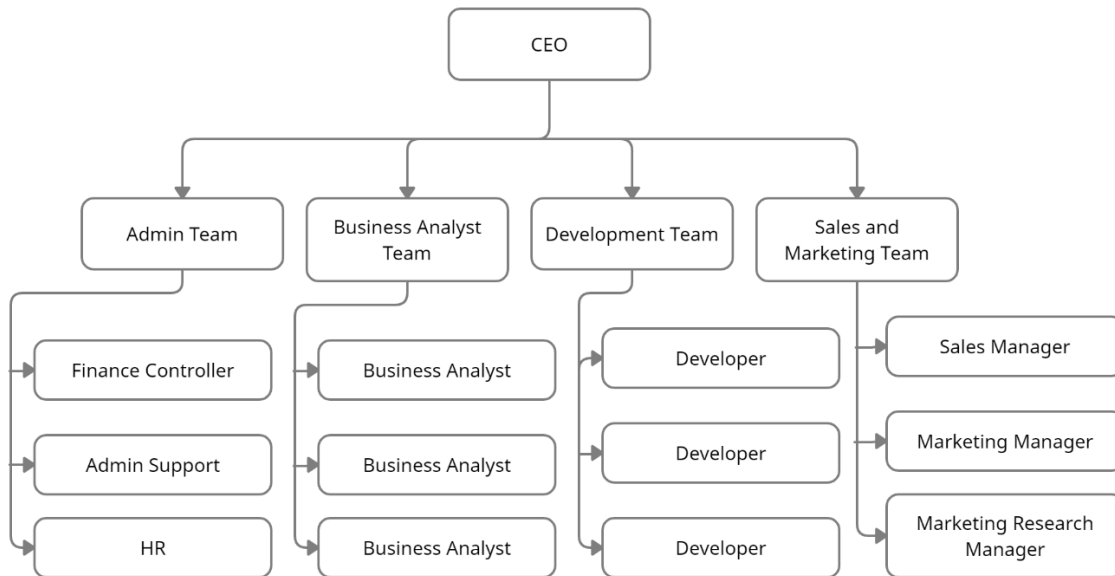 CEO
Admin Team
Business Analyst
Team
Development Team
Sales and
Marketing Team
Finance Controller
Admin Support
HR
Business Analyst
Business Analyst
Business Analyst
Developer
Developer
Developer
Sales Manager
Marketing Manager
Marketing Research
Manager